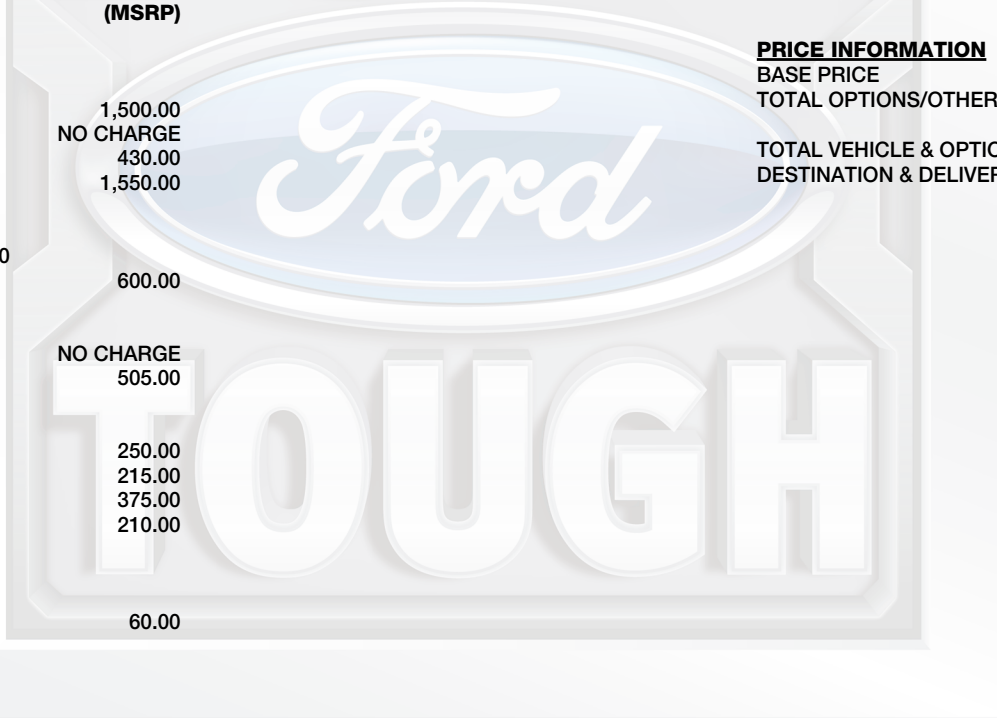 (MSRP)
1,500.00
NO CHARGE
430.00
1,550.00
0
600.00
NO CHARGE
505.00
250.00
215.00
375.00
210.00
60.00
PRICE INFORMATION
BASE PRICE
TOTAL OPTIONS/OTHER
TOTAL VEHICLE & OPTIO
DESTINATION & DELIVER
Ford
TOUGH